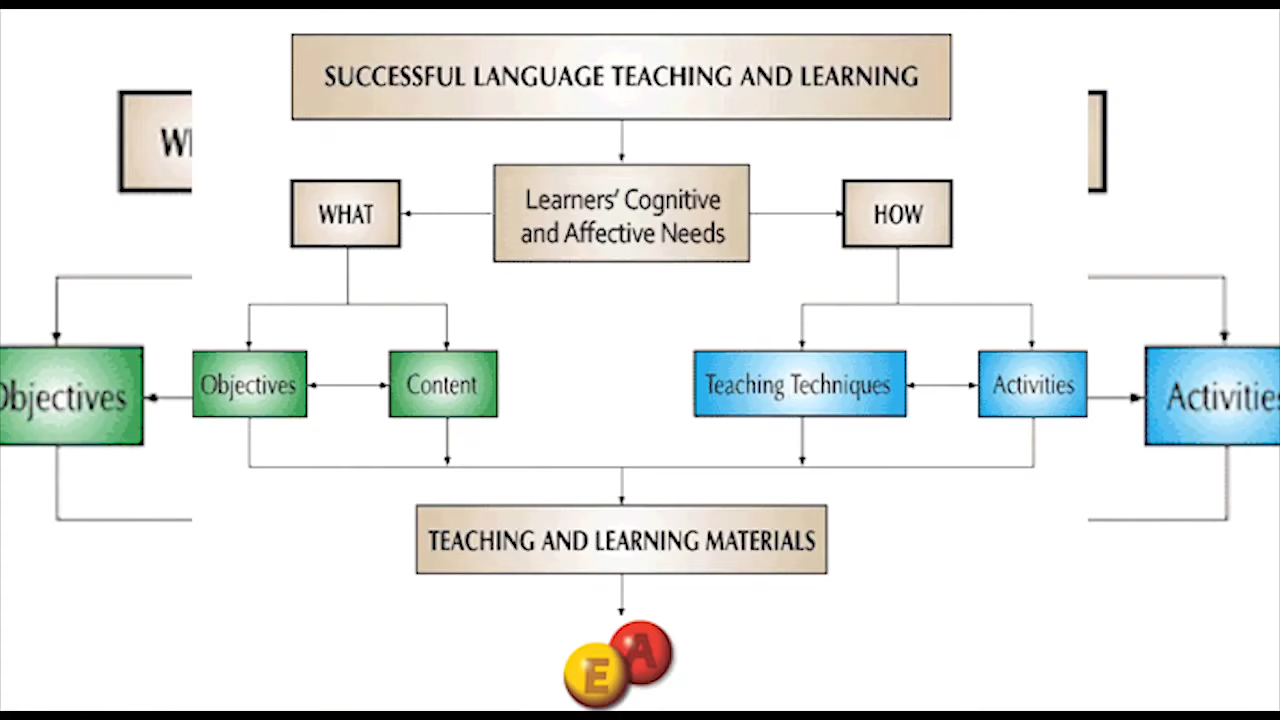 SUCCESSFUL LANGUAGE TEACHING AND LEARNING
Learners' Cognitive
and Affective Needs
WHAT
HOW
Objectives
Content
Teaching Techniques
Activities
Objectives
Activities
TEACHING AND LEARNING MATERIALS
E
A